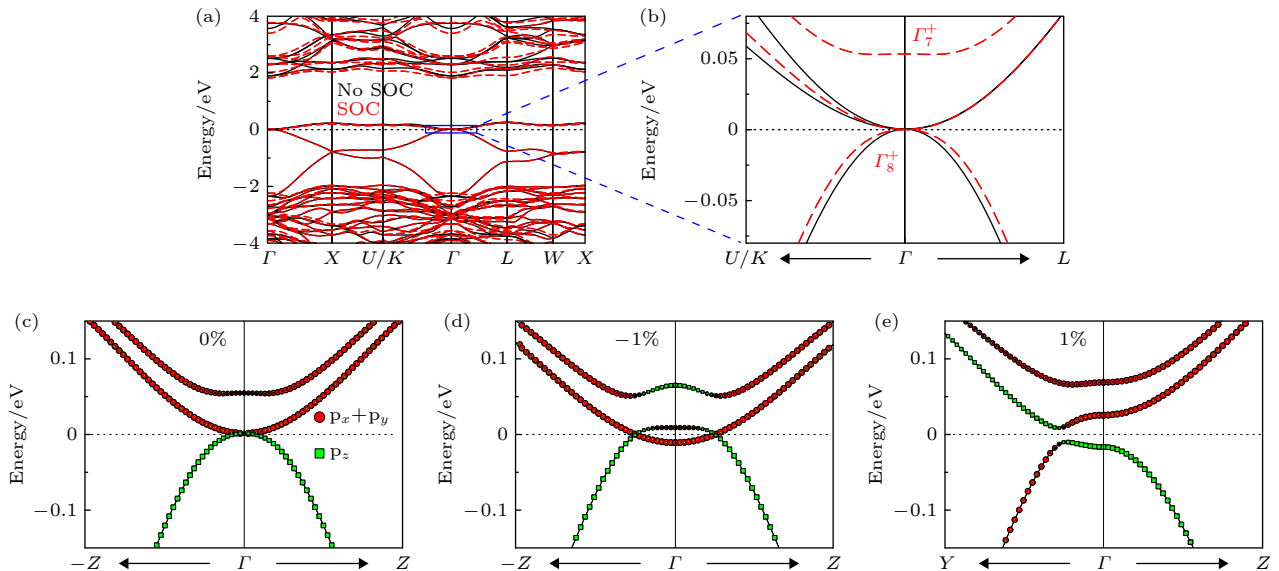 (a)
Energy/eV
4
2
0
−2
−4
No SOC
SOC
Γ X U/K Γ L W X
(b)
Energy/eV
0.05
0
−0.05
Γ7+
Γ8+
U/K Γ L
(c)
Energy/eV
0.1
0
−0.1
0%
px+py
pz
−Z Γ Z
(d)
Energy/eV
0.1
0
−0.1
−1%
−Z Γ Z
(e)
Energy/eV
0.1
0
−0.1
1%
Y Γ Z